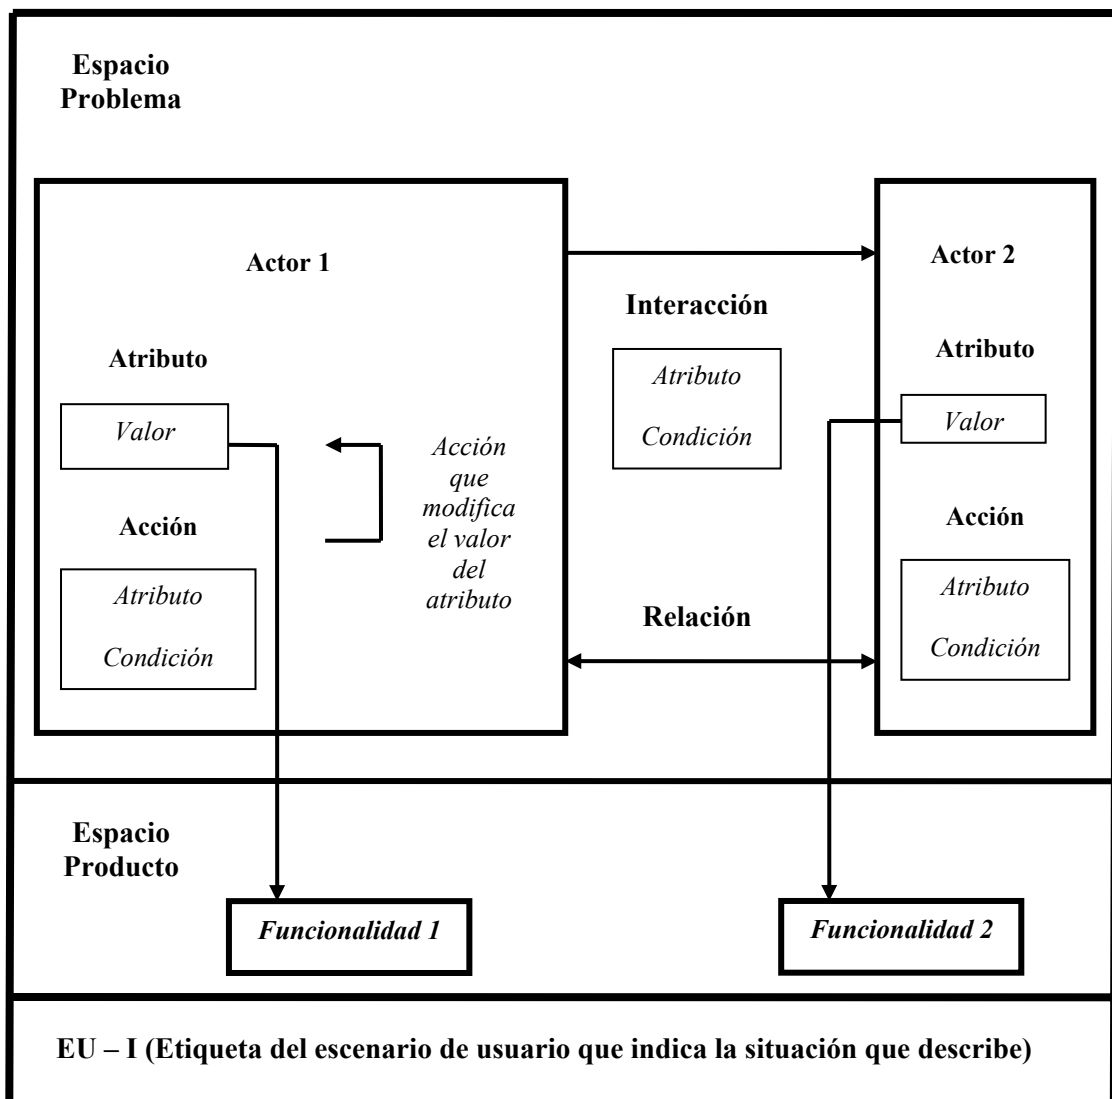 Espacio
Problema
Actor 1
Atributo
Valor
Acción
Atributo
Condición
Acción
que
modifica
el valor
del
atributo
Interacción
Atributo
Condición
Relación
Actor 2
Atributo
Valor
Acción
Atributo
Condición
Espacio
Producto
Funcionalidad 1
Funcionalidad 2
EU – I (Etiqueta del escenario de usuario que indica la situación que describe)